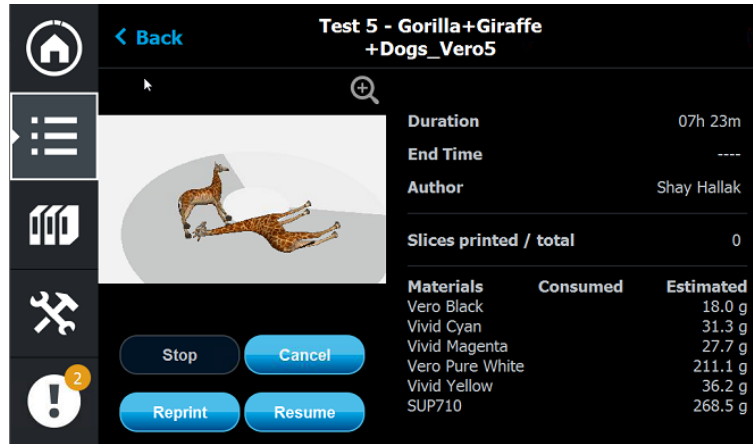 Back
Test 5 - Gorilla+Giraffe
+Dogs_Vero5
Duration 07h 23m
End Time ----
Author Shay Hallak
Slices printed / total 0
Materials Consumed Estimated
Vero Black 18.0 g
Vivid Cyan 31.3 g
Vivid Magenta 27.7 g
Vero Pure White 211.1 g
Vivid Yellow 36.2 g
SUP710 268.5 g
Stop Cancel
Reprint Resume
2